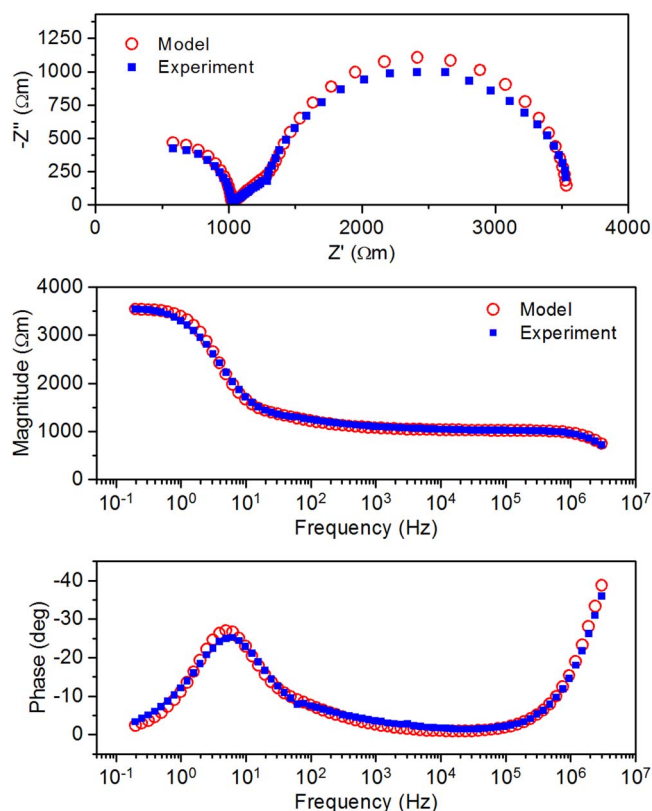 1250
1000
750
500
250
0
-Z'' (Ωm)
Model
Experiment
0 1000 2000 3000 4000
Z' (Ωm)
4000
3000
2000
1000
0
Magnitude (Ωm)
Model
Experiment
10⁻¹ 10⁰ 10¹ 10² 10³ 10⁴ 10⁵ 10⁶ 10⁷
Frequency (Hz)
-40
-30
-20
-10
0
Phase (deg)
Model
Experiment
10⁻¹ 10⁰ 10¹ 10² 10³ 10⁴ 10⁵ 10⁶ 10⁷
Frequency (Hz)